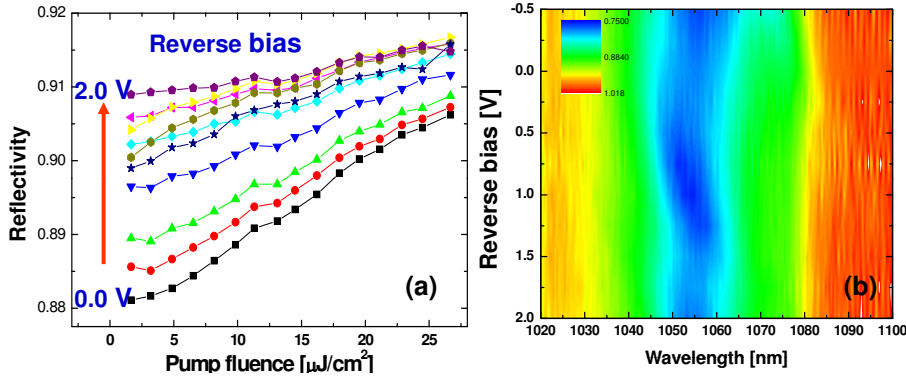 Reverse bias
2.0 V
0.0 V
(a)
0.92
0.91
0.90
0.89
0.88
Reflectivity
0 5 10 15 20 25
Pump fluence [μJ/cm²]
0.7500
0.8840
1.018
-0.5
0.0
0.5
1.0
1.5
2.0
Reverse bias [V]
(b)
1020 1030 1040 1050 1060 1070 1080 1090 1100
Wavelength [nm]